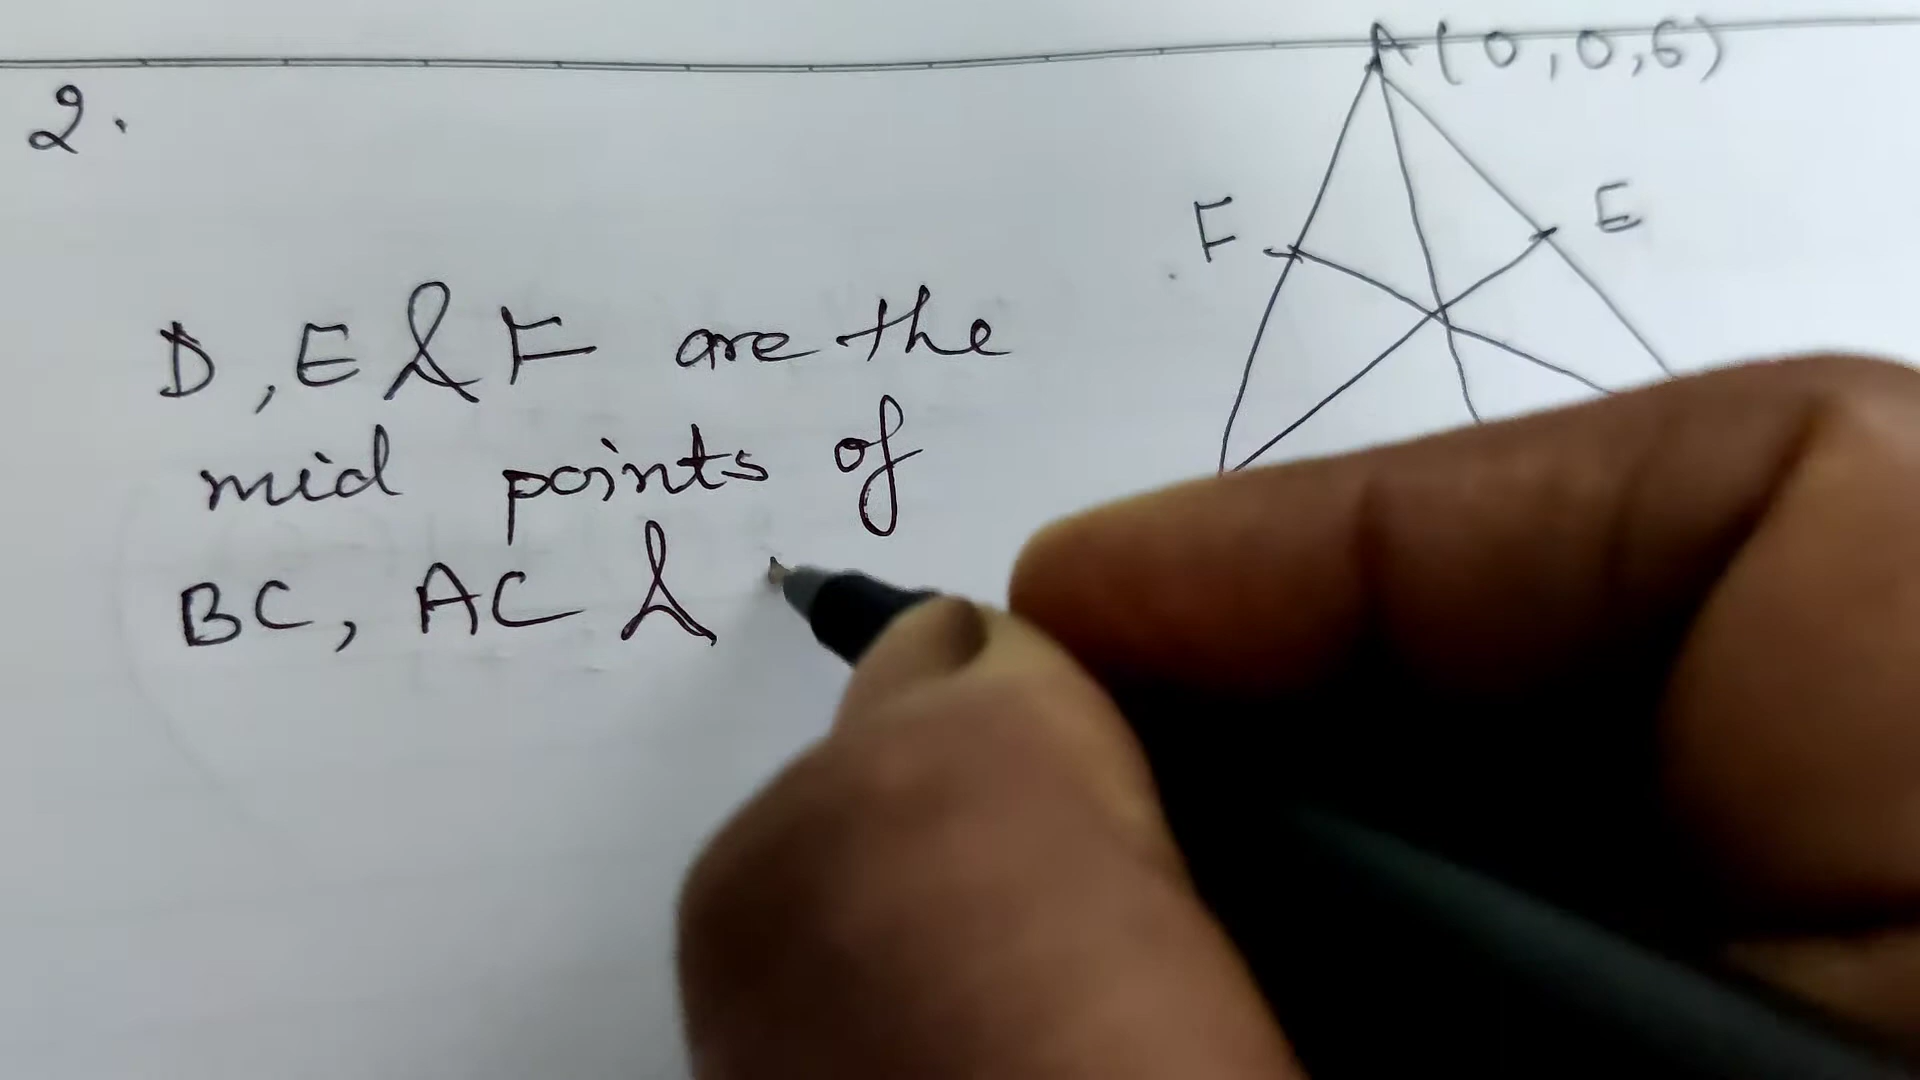 2.
A(0,0,6)
F
E
D, E & F are the
mid points of
BC, AC &